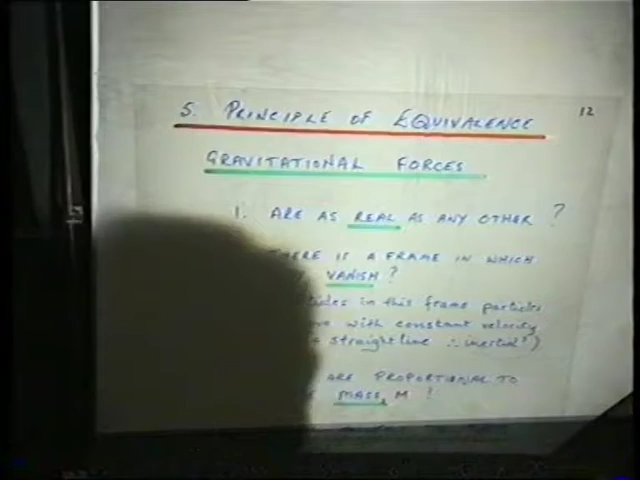 5. PRINCIPLE OF EQUIVALENCE
12
GRAVITATIONAL FORCES
1. ARE AS REAL AS ANY OTHER ?
IS A FRAME IN WHICH
VANISH ?
in this frame particles
with constant velocity
straight line ∴ inertial ?)
ARE PROPORTIONAL TO
MASS, M ?